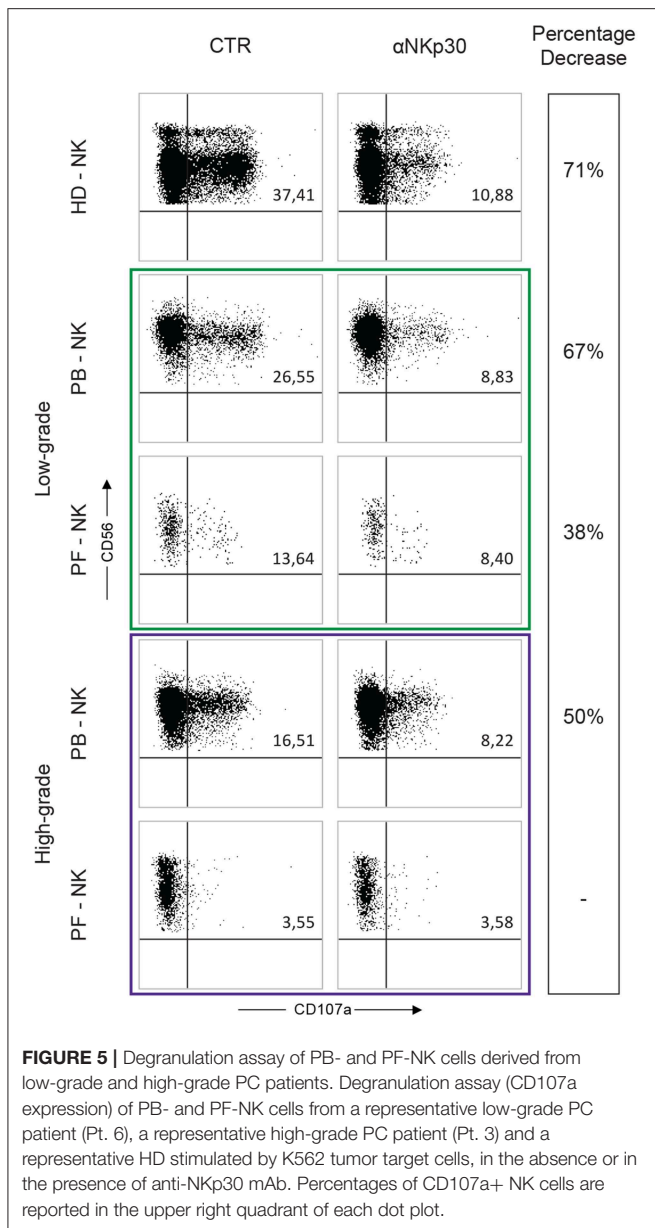 CTR
αNKp30
Percentage
Decrease
HD - NK
37,41
10,88
71%
Low-grade
PB - NK
26,55
8,83
67%
PF - NK
CD56
13,64
8,40
38%
High-grade
PB - NK
16,51
8,22
50%
PF - NK
3,55
3,58
-
CD107a
FIGURE 5 | Degranulation assay of PB- and PF-NK cells derived from
low-grade and high-grade PC patients. Degranulation assay (CD107a
expression) of PB- and PF-NK cells from a representative low-grade PC
patient (Pt. 6), a representative high-grade PC patient (Pt. 3) and a
representative HD stimulated by K562 tumor target cells, in the absence or in
the presence of anti-NKp30 mAb. Percentages of CD107a+ NK cells are
reported in the upper right quadrant of each dot plot.